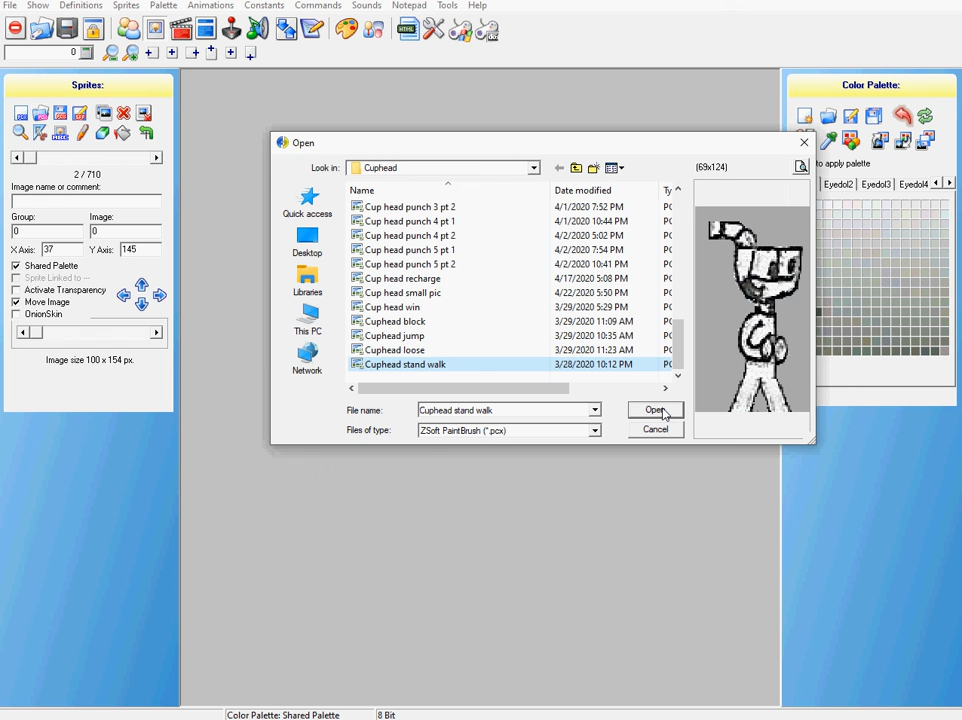 File Show Definitions Sprites Palette Animations Constants Commands Sounds Notepad Tools Help
0
Sprites:
2 / 710
Image name or comment:
Group: Image:
0 0
X Axis: 37 Y Axis: 145
Shared Palette
Sprite Linked to --
Activate Transparency
Move Image
OnionSkin
Image size 100 x 154 px.
Open
Look in: Cuphead (69x124)
Name Date modified Ty
Quick access
Desktop
Libraries
This PC
Network
Cup head punch 3 pt 2 4/1/2020 7:52 PM PC
Cup head punch 4 pt 1 4/1/2020 10:44 PM PC
Cup head punch 4 pt 2 4/2/2020 5:02 PM PC
Cup head punch 5 pt 1 4/2/2020 7:54 PM PC
Cup head punch 5 pt 2 4/2/2020 10:41 PM PC
Cup head recharge 4/17/2020 5:08 PM PC
Cup head small pic 4/22/2020 5:50 PM PC
Cup head win 3/29/2020 5:29 PM PC
Cuphead block 3/29/2020 11:09 AM PC
Cuphead jump 3/29/2020 10:35 AM PC
Cuphead loose 3/29/2020 11:23 AM PC
Cuphead stand walk 3/28/2020 10:12 PM PC
File name: Cuphead stand walk Open
Files of type: ZSoft PaintBrush (*.pcx) Cancel
Color Palette:
to apply palette
Eyedol2 Eyedol3 Eyedol4
Color Palette: Shared Palette 8 Bit